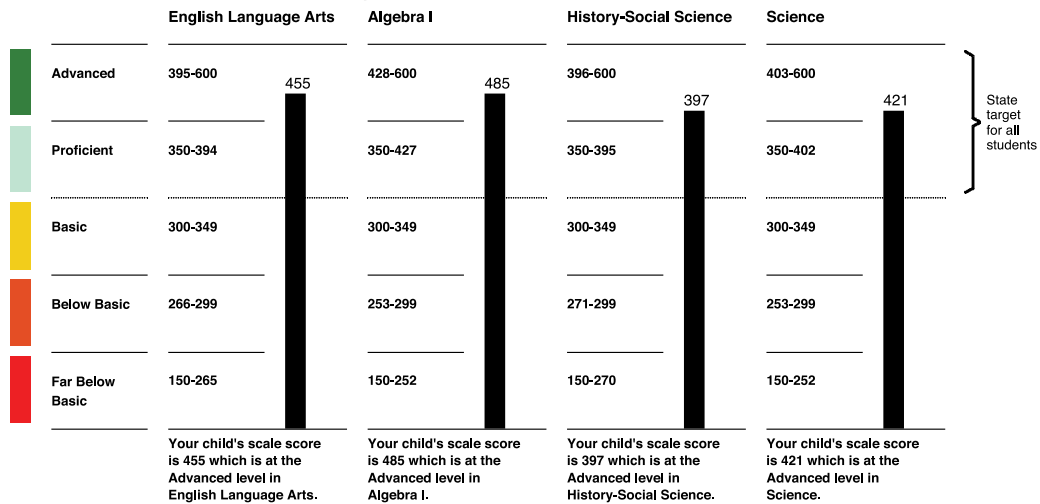 English Language Arts Algebra I History-Social Science Science
Advanced 395-600 455 428-600 485 396-600 397 403-600 421
State
target
for all
students
Proficient 350-394 350-427 350-395 350-402
Basic 300-349 300-349 300-349 300-349
Below Basic 266-299 253-299 271-299 253-299
Far Below
Basic 150-265 150-252 150-270 150-252
Your child's scale score
is 455 which is at the
Advanced level in
English Language Arts.
Your child's scale score
is 485 which is at the
Advanced level in
Algebra I.
Your child's scale score
is 397 which is at the
Advanced level in
History-Social Science.
Your child's scale score
is 421 which is at the
Advanced level in
Science.